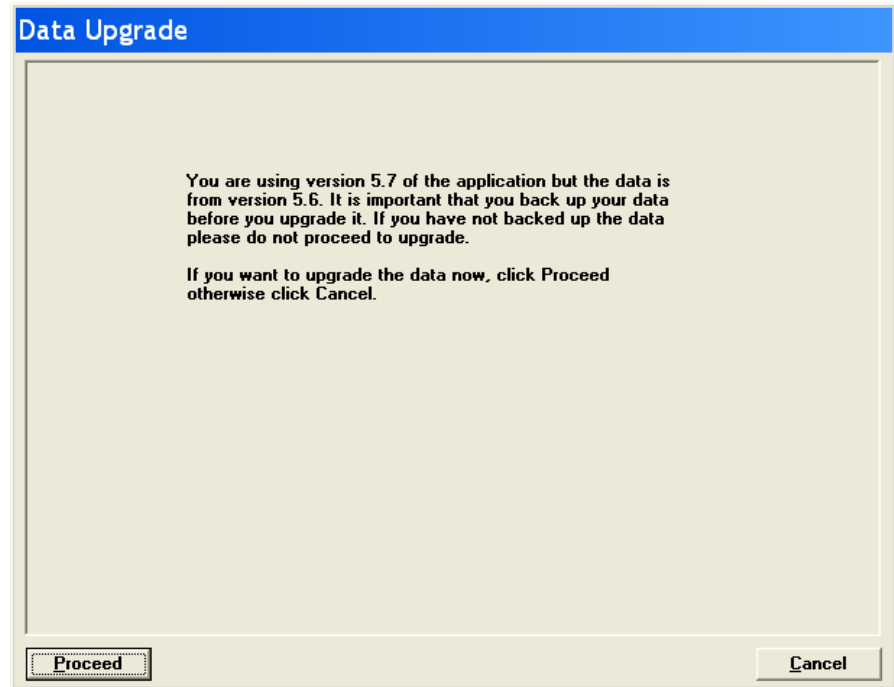 Data Upgrade
You are using version 5.7 of the application but the data is
from version 5.6. It is important that you back up your data
before you upgrade it. If you have not backed up the data
please do not proceed to upgrade.
If you want to upgrade the data now, click Proceed
otherwise click Cancel.
Proceed
Cancel